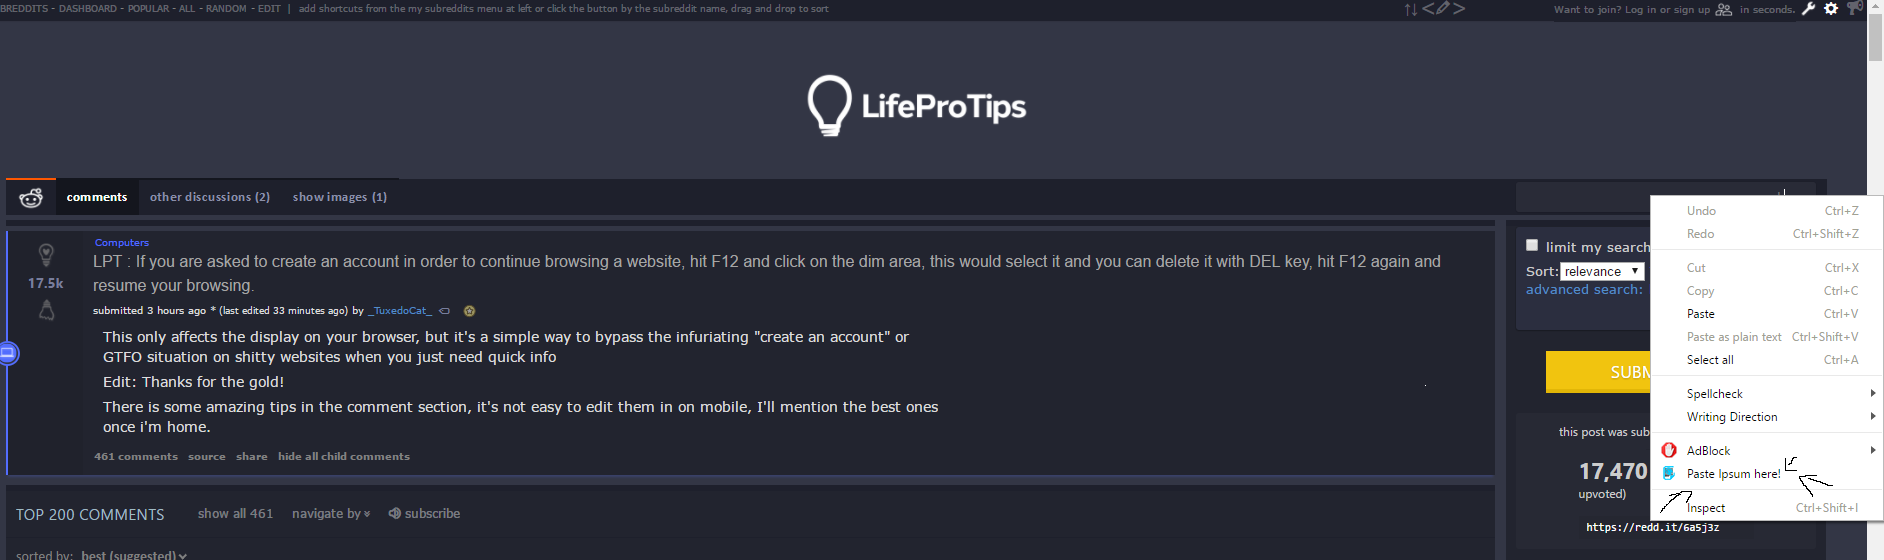 BREDDITS - DASHBOARD - POPULAR - ALL - RANDOM - EDIT | add shortcuts from the my subreddits menu at left or click the button by the subreddit name, drag and drop to sort
Want to join? Log in or sign up in seconds.
LifeProTips
comments other discussions (2) show images (1)
Computers
LPT : If you are asked to create an account in order to continue browsing a website, hit F12 and click on the dim area, this would select it and you can delete it with DEL key, hit F12 again and
resume your browsing.
17.5k
submitted 3 hours ago * (last edited 33 minutes ago) by _TuxedoCat_
This only affects the display on your browser, but it's a simple way to bypass the infuriating "create an account" or
GTFO situation on shitty websites when you just need quick info
Edit: Thanks for the gold!
There is some amazing tips in the comment section, it's not easy to edit them in on mobile, I'll mention the best ones
once i'm home.
461 comments source share hide all child comments
TOP 200 COMMENTS show all 461 navigate by subscribe
sorted by: best (suggested)
limit my search
Sort: relevance
advanced search:
SUBM
this post was sub
17,470
upvoted)
https://redd.it/6a5j3z
Undo Ctrl+Z
Redo Ctrl+Shift+Z
Cut Ctrl+X
Copy Ctrl+C
Paste Ctrl+V
Paste as plain text Ctrl+Shift+V
Select all Ctrl+A
Spellcheck
Writing Direction
AdBlock
Paste Ipsum here!
Inspect Ctrl+Shift+I